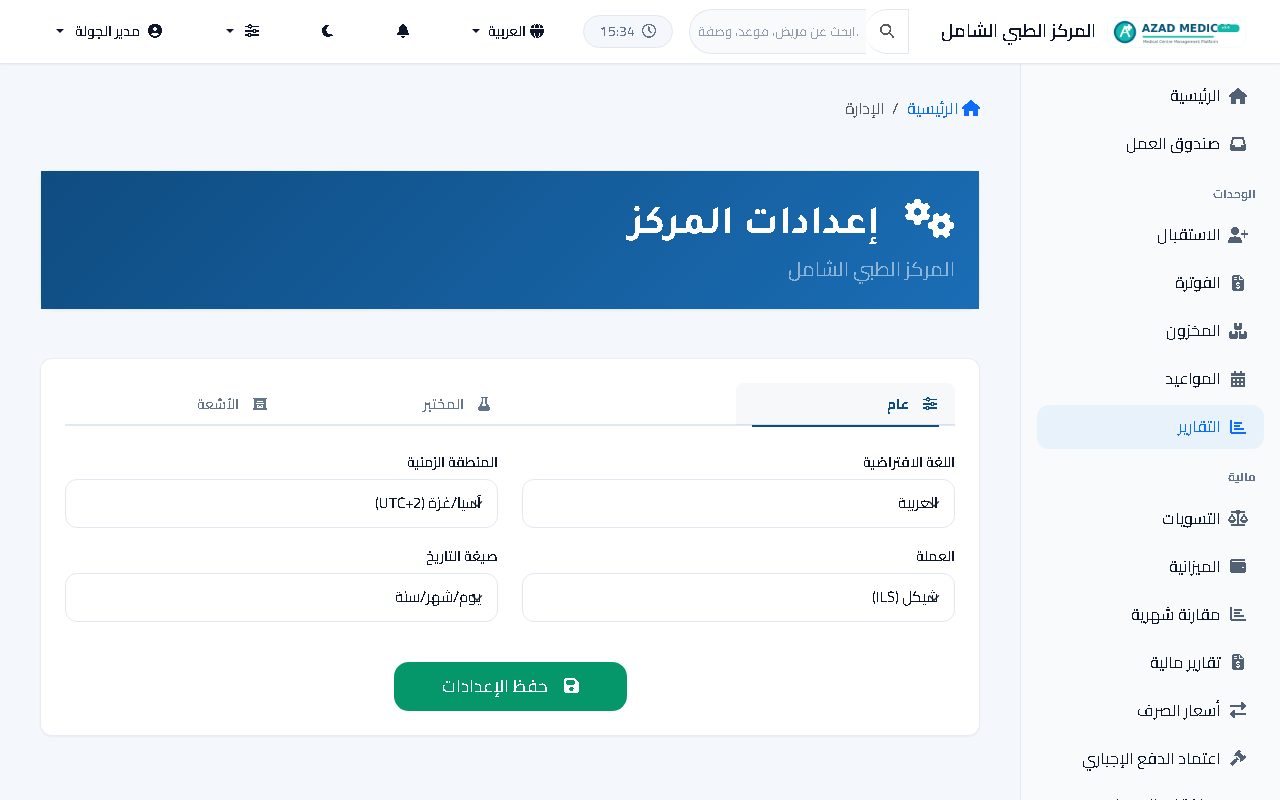 AZAD MEDIC
Medical Centre Management Platform
المركز الطبي الشامل
ابحث عن مريض، موعد، وصفة.
15:34
العربية
مدير الجولة
الرئيسية
صندوق العمل
الوحدات
الاستقبال
الفوترة
المخزون
المواعيد
التقارير
مالية
التسويات
الميزانية
مقارنة شهرية
تقارير مالية
أسعار الصرف
اعتماد الدفع الإجباري
الرئيسية / الإدارة
إعدادات المركز
المركز الطبي الشامل
عام
المختبر
الأشعة
اللغة الافتراضية
العربية
المنطقة الزمنية
آسيا/غزة (UTC+2)
العملة
شيكل (ILS)
صيغة التاريخ
يوم/شهر/سنة
حفظ الإعدادات